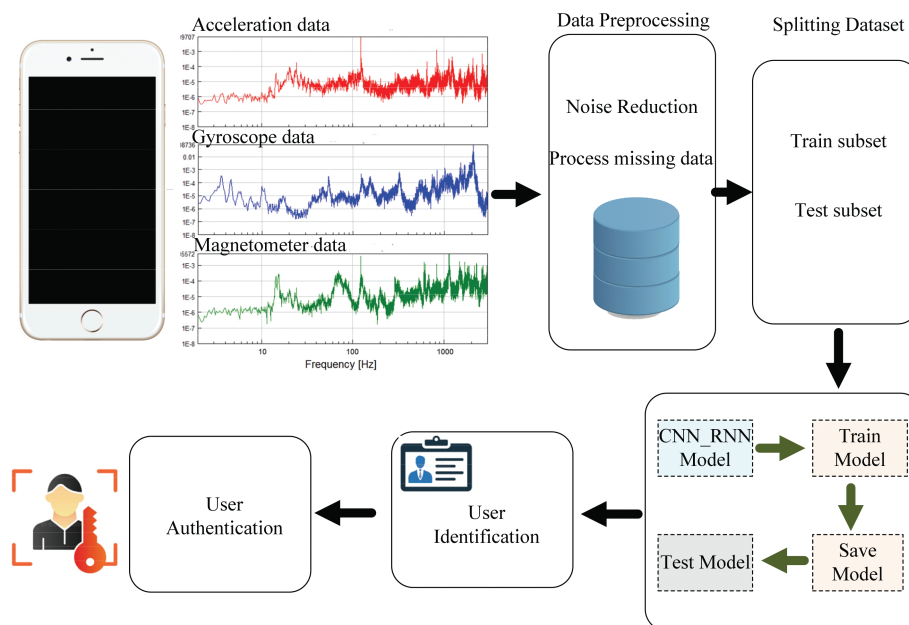 Acceleration data
9707
1E-3
1E-4
1E-5
1E-6
1E-7
1E-8
Gyroscope data
8736
0.01
1E-4
1E-5
1E-6
1E-7
1E-8
Magnetometer data
6572
1E-3
1E-4
1E-5
1E-6
1E-7
1E-8
10
100
1000
Frequency [Hz]
Data Preprocessing
Noise Reduction
Process missing data
Splitting Dataset
Train subset
Test subset
CNN_RNN
Model
Train
Model
Save
Model
Test Model
User
Identification
User
Authentication